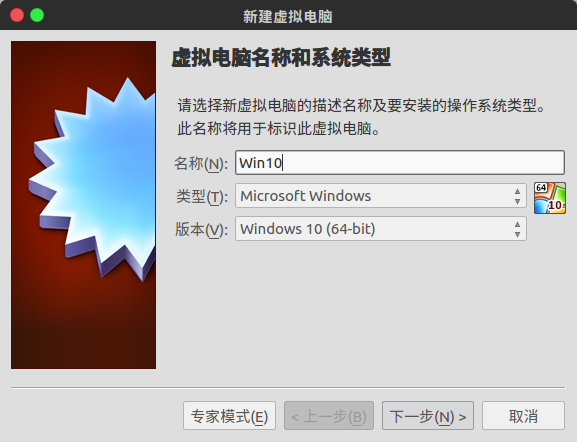 新建虚拟电脑
虚拟电脑名称和系统类型
请选择新虚拟电脑的描述名称及要安装的操作系统类型。
此名称将用于标识此虚拟电脑。
名称(N): Win10
类型(T): Microsoft Windows
64
10
版本(V): Windows 10 (64-bit)
专家模式(E) < 上一步(B) 下一步(N) > 取消